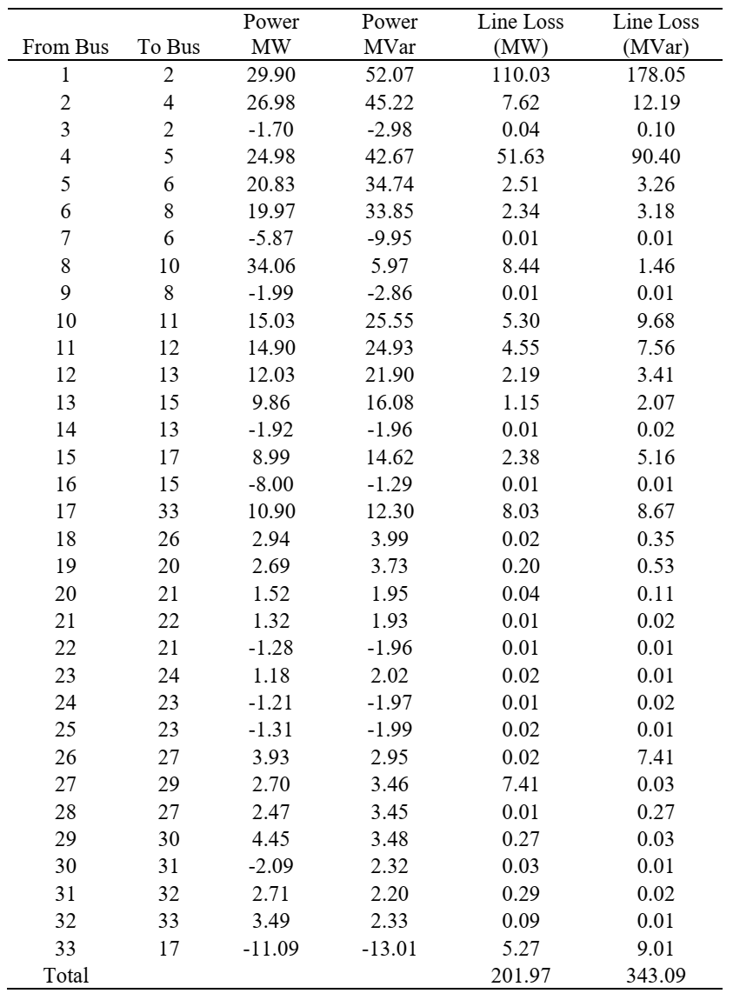 From Bus To Bus Power MW Power MVar Line Loss (MW) Line Loss (MVar)
1 2 29.90 52.07 110.03 178.05
2 4 26.98 45.22 7.62 12.19
3 2 -1.70 -2.98 0.04 0.10
4 5 24.98 42.67 51.63 90.40
5 6 20.83 34.74 2.51 3.26
6 8 19.97 33.85 2.34 3.18
7 6 -5.87 -9.95 0.01 0.01
8 10 34.06 5.97 8.44 1.46
9 8 -1.99 -2.86 0.01 0.01
10 11 15.03 25.55 5.30 9.68
11 12 14.90 24.93 4.55 7.56
12 13 12.03 21.90 2.19 3.41
13 15 9.86 16.08 1.15 2.07
14 13 -1.92 -1.96 0.01 0.02
15 17 8.99 14.62 2.38 5.16
16 15 -8.00 -1.29 0.01 0.01
17 33 10.90 12.30 8.03 8.67
18 26 2.94 3.99 0.02 0.35
19 20 2.69 3.73 0.20 0.53
20 21 1.52 1.95 0.04 0.11
21 22 1.32 1.93 0.01 0.02
22 21 -1.28 -1.96 0.01 0.01
23 24 1.18 2.02 0.02 0.01
24 23 -1.21 -1.97 0.01 0.02
25 23 -1.31 -1.99 0.02 0.01
26 27 3.93 2.95 0.02 7.41
27 29 2.70 3.46 7.41 0.03
28 27 2.47 3.45 0.01 0.27
29 30 4.45 3.48 0.27 0.03
30 31 -2.09 2.32 0.03 0.01
31 32 2.71 2.20 0.29 0.02
32 33 3.49 2.33 0.09 0.01
33 17 -11.09 -13.01 5.27 9.01
Total 201.97 343.09